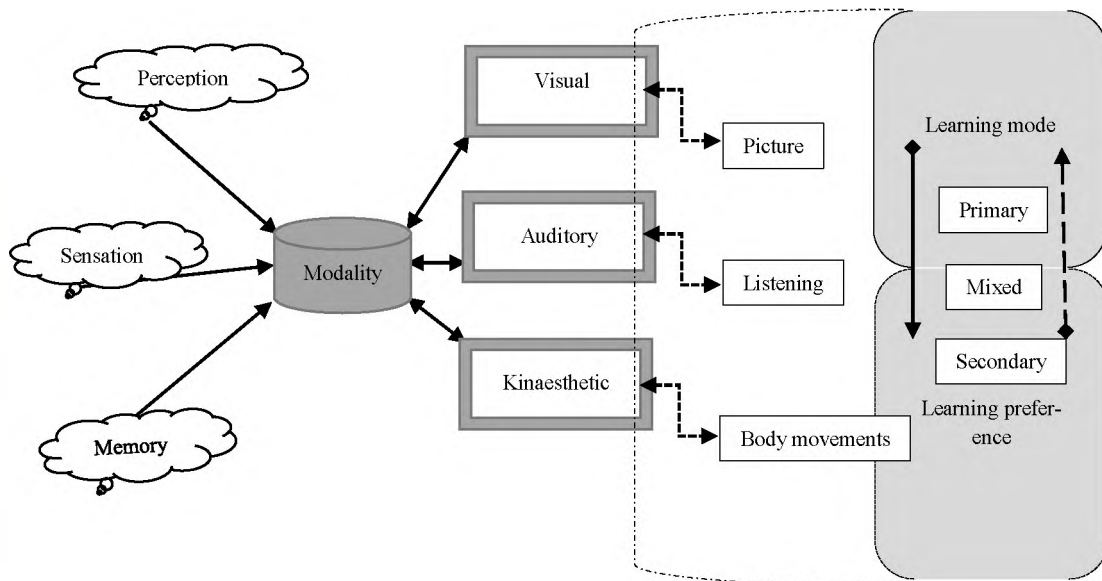 Perception
Visual
Picture
Learning mode
Primary
Sensation
Auditory
Modality
Listening
Mixed
Kinaesthetic
Secondary
Learning prefer-
ence
Memory
Body movements